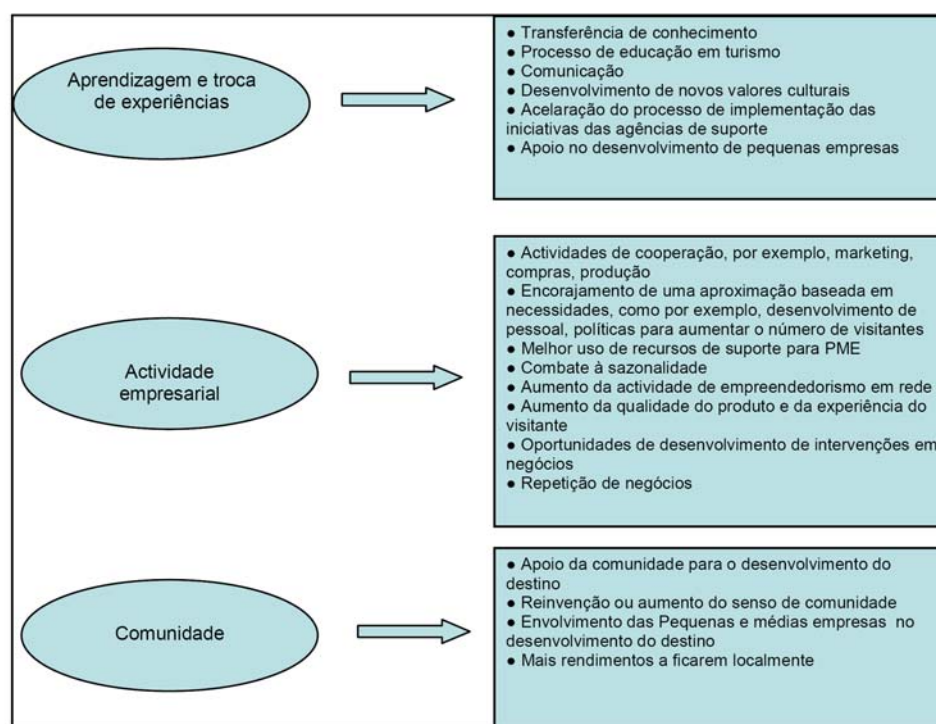 Aprendizagem e troca
de experiências
● Transferência de conhecimento
● Processo de educação em turismo
● Comunicação
● Desenvolvimento de novos valores culturais
● Acelaração do processo de implementação das
iniciativas das agências de suporte
● Apoio no desenvolvimento de pequenas empresas
Actividade
empresarial
● Actividades de cooperação, por exemplo, marketing,
compras, produção
● Encorajamento de uma aproximação baseada em
necessidades, como por exemplo, desenvolvimento de
pessoal, políticas para aumentar o número de visitantes
● Melhor uso de recursos de suporte para PME
● Combate à sazonalidade
● Aumento da actividade de empreendedorismo em rede
● Aumento da qualidade do produto e da experiência do
visitante
● Oportunidades de desenvolvimento de intervenções em
negócios
● Repetição de negócios
Comunidade
● Apoio da comunidade para o desenvolvimento do
destino
● Reinvenção ou aumento do senso de comunidade
● Envolvimento das Pequenas e médias empresas no
desenvolvimento do destino
● Mais rendimentos a ficarem localmente